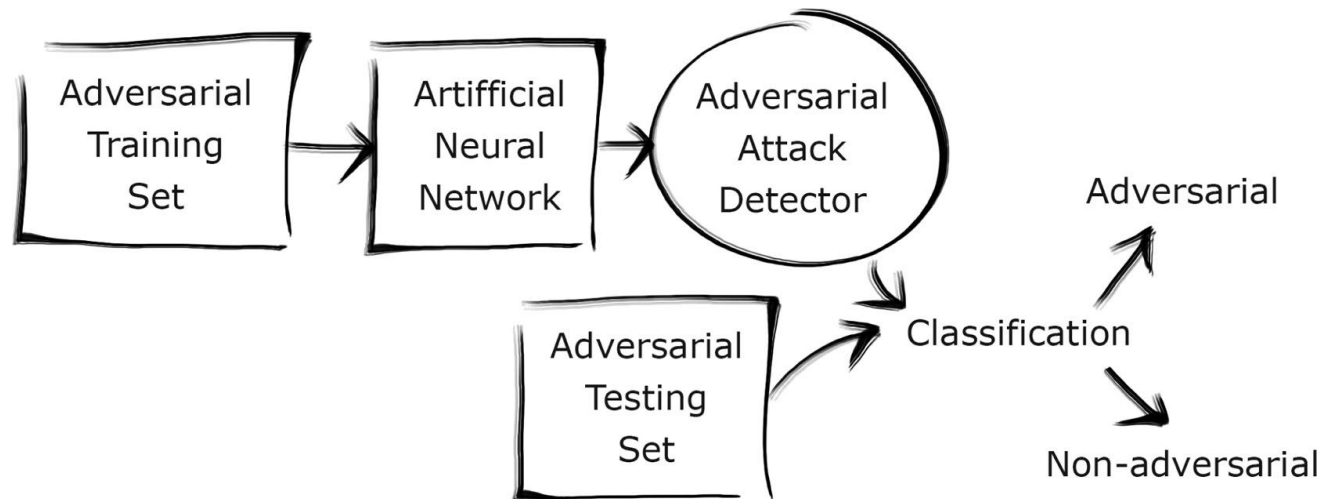 Adversarial
Training
Set
Artifficial
Neural
Network
Adversarial
Attack
Detector
Adversarial
Testing
Set
Classification
Adversarial
Non-adversarial